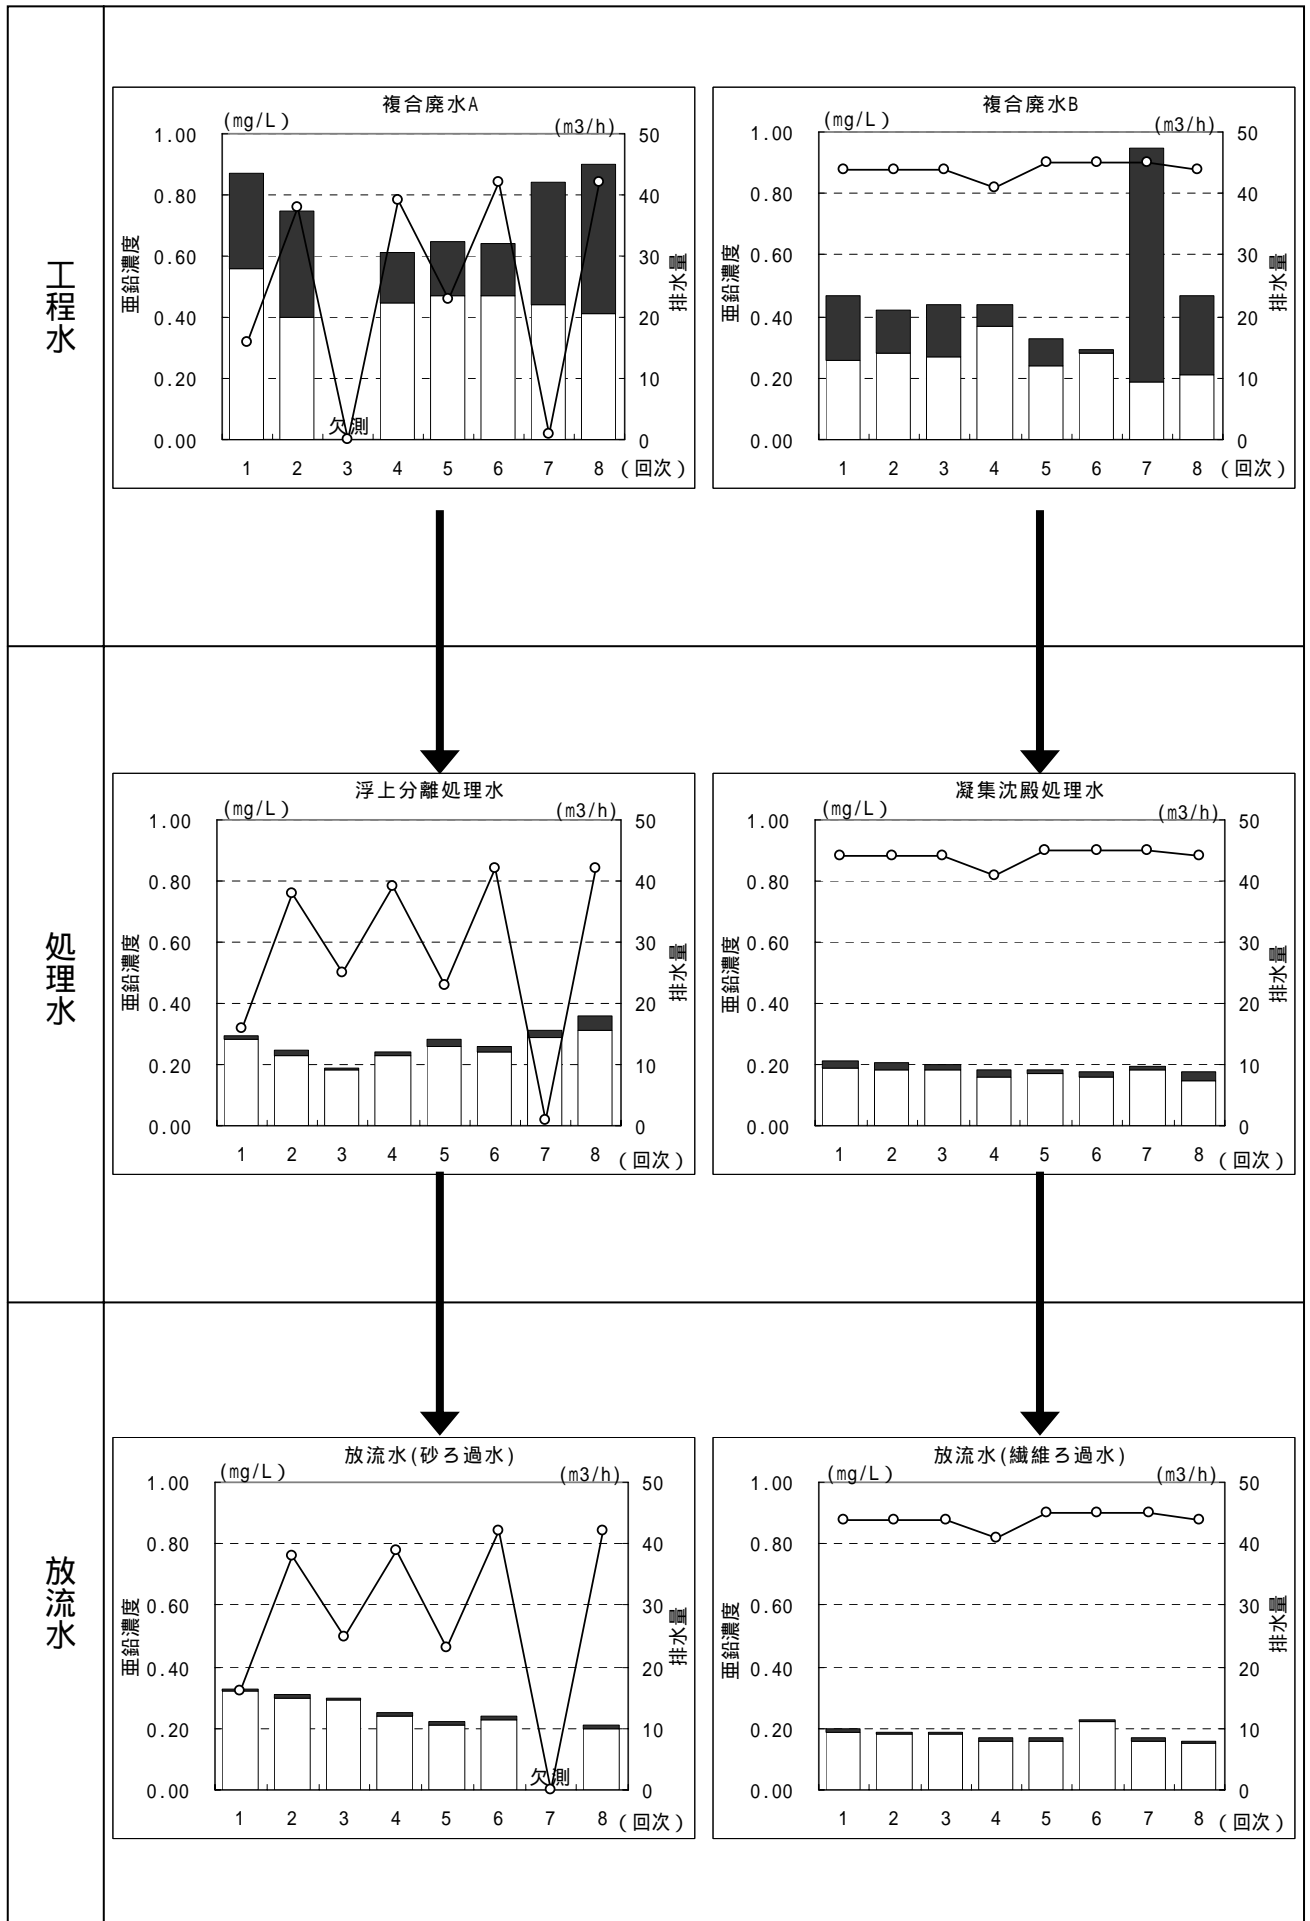 工程水
複合廃水A
(mg/L)
(m3/h)
1.00
0.80
0.60
0.40
0.20
0.00
50
40
30
20
10
0
亜鉛濃度
排水量
欠測
1 2 3 4 5 6 7 8 (回次)
複合廃水B
(mg/L)
(m3/h)
1.00
0.80
0.60
0.40
0.20
0.00
50
40
30
20
10
0
亜鉛濃度
排水量
1 2 3 4 5 6 7 8 (回次)
処理水
浮上分離処理水
(mg/L)
(m3/h)
1.00
0.80
0.60
0.40
0.20
0.00
50
40
30
20
10
0
亜鉛濃度
排水量
1 2 3 4 5 6 7 8 (回次)
凝集沈殿処理水
(mg/L)
(m3/h)
1.00
0.80
0.60
0.40
0.20
0.00
50
40
30
20
10
0
亜鉛濃度
排水量
1 2 3 4 5 6 7 8 (回次)
放流水
放流水(砂ろ過水)
(mg/L)
(m3/h)
1.00
0.80
0.60
0.40
0.20
0.00
50
40
30
20
10
0
亜鉛濃度
排水量
欠測
1 2 3 4 5 6 7 8 (回次)
放流水(繊維ろ過水)
(mg/L)
(m3/h)
1.00
0.80
0.60
0.40
0.20
0.00
50
40
30
20
10
0
亜鉛濃度
排水量
1 2 3 4 5 6 7 8 (回次)